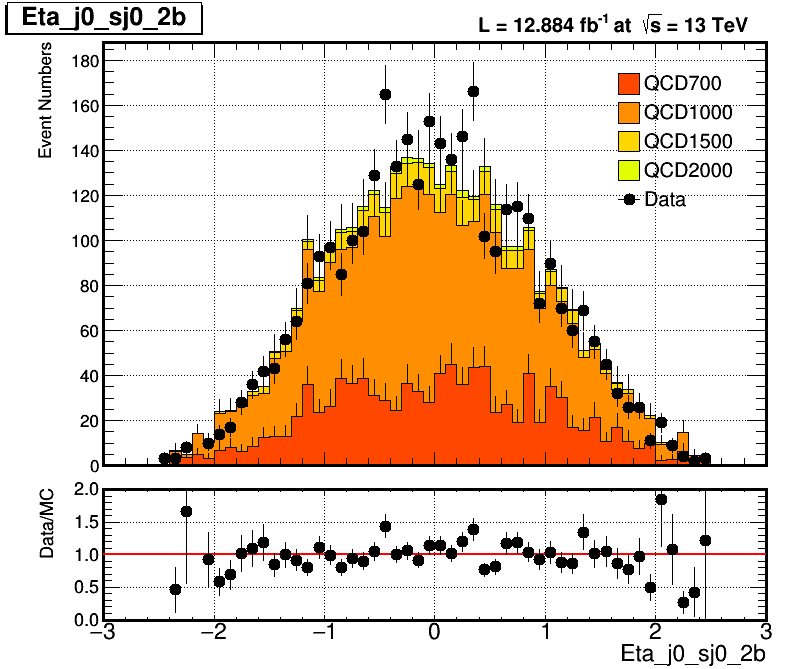 Eta_j0_sj0_2b
L = 12.884 fb⁻¹ at √s = 13 TeV
Event Numbers
180
160
140
120
100
80
60
40
20
0
QCD700
QCD1000
QCD1500
QCD2000
Data
Data/MC
2.0
1.5
1.0
0.5
0.0
−3 −2 −1 0 1 2 3
Eta_j0_sj0_2b